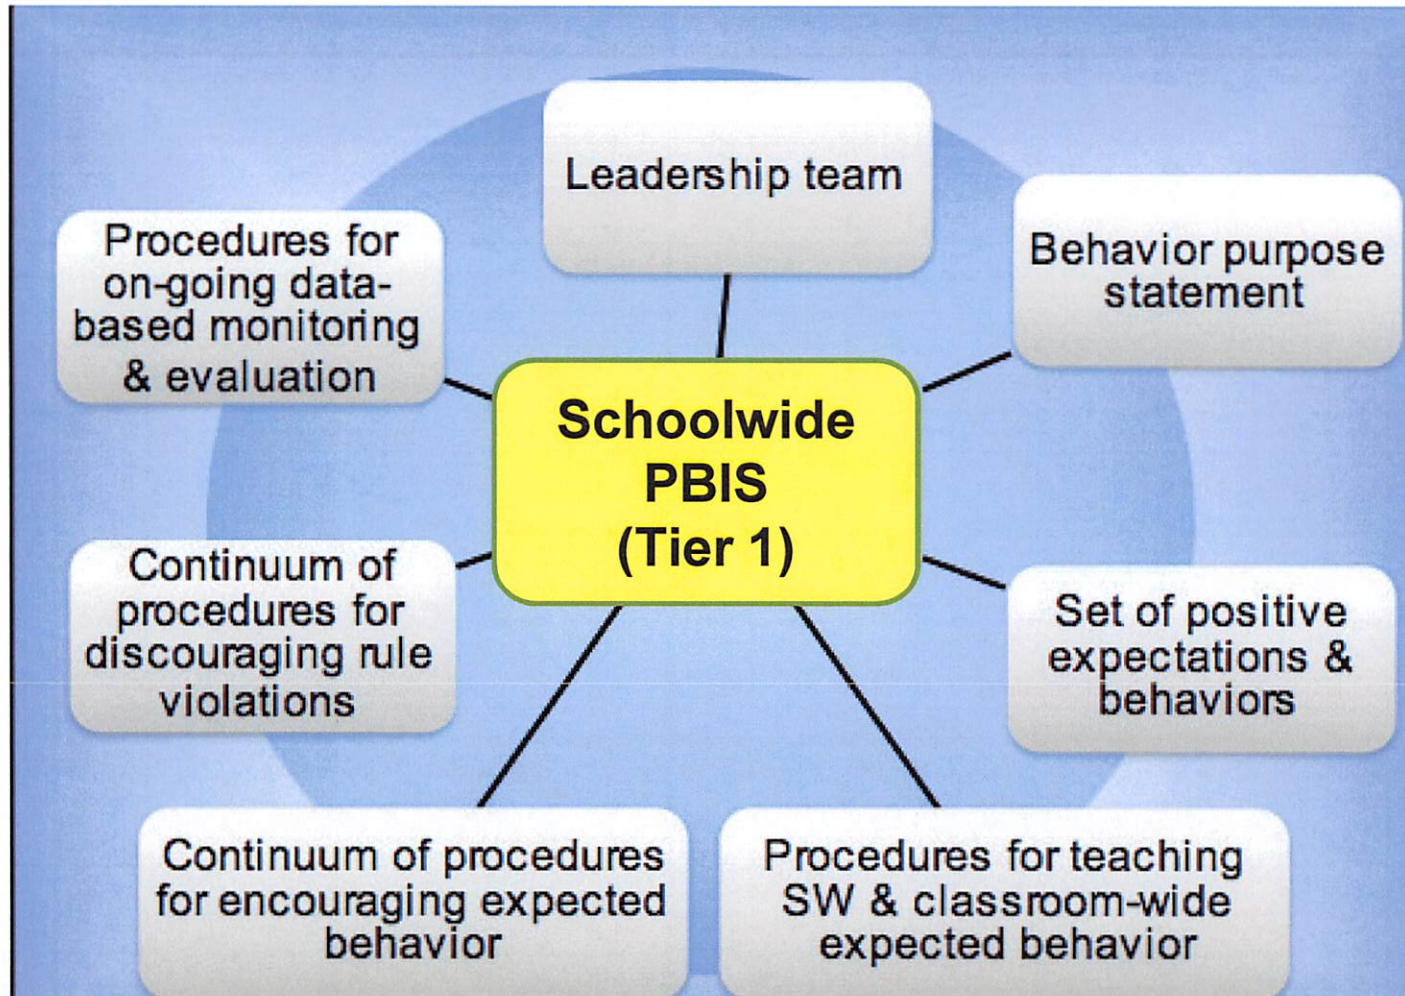 Leadership team
Behavior purpose
statement
Set of positive
expectations &
behaviors
Procedures for teaching
SW & classroom-wide
expected behavior
Continuum of procedures
for encouraging expected
behavior
Continuum of
procedures for
discouraging rule
violations
Procedures for
on-going data-
based monitoring
& evaluation
Schoolwide
PBIS
(Tier 1)